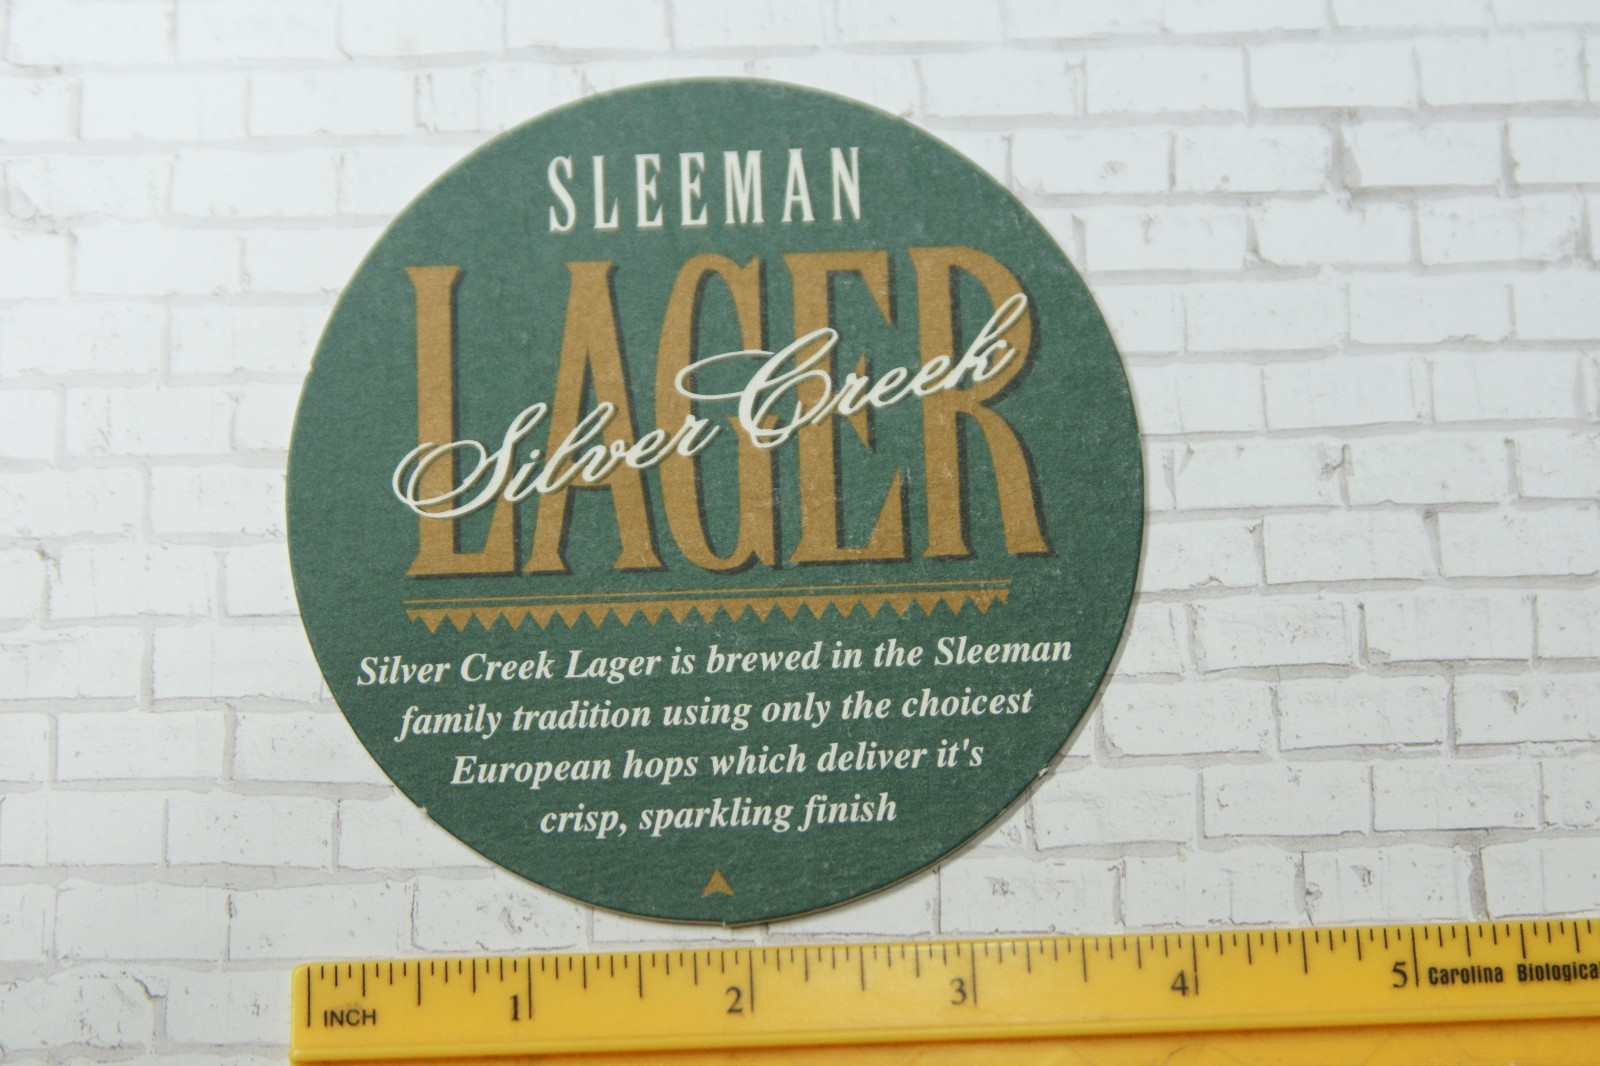 SLEEMAN
LAGER
Silver Creek
Silver Creek Lager is brewed in the Sleeman
family tradition using only the choicest
European hops which deliver it's
crisp, sparkling finish
1 2 3 4 5 Carolina Biological
INCH